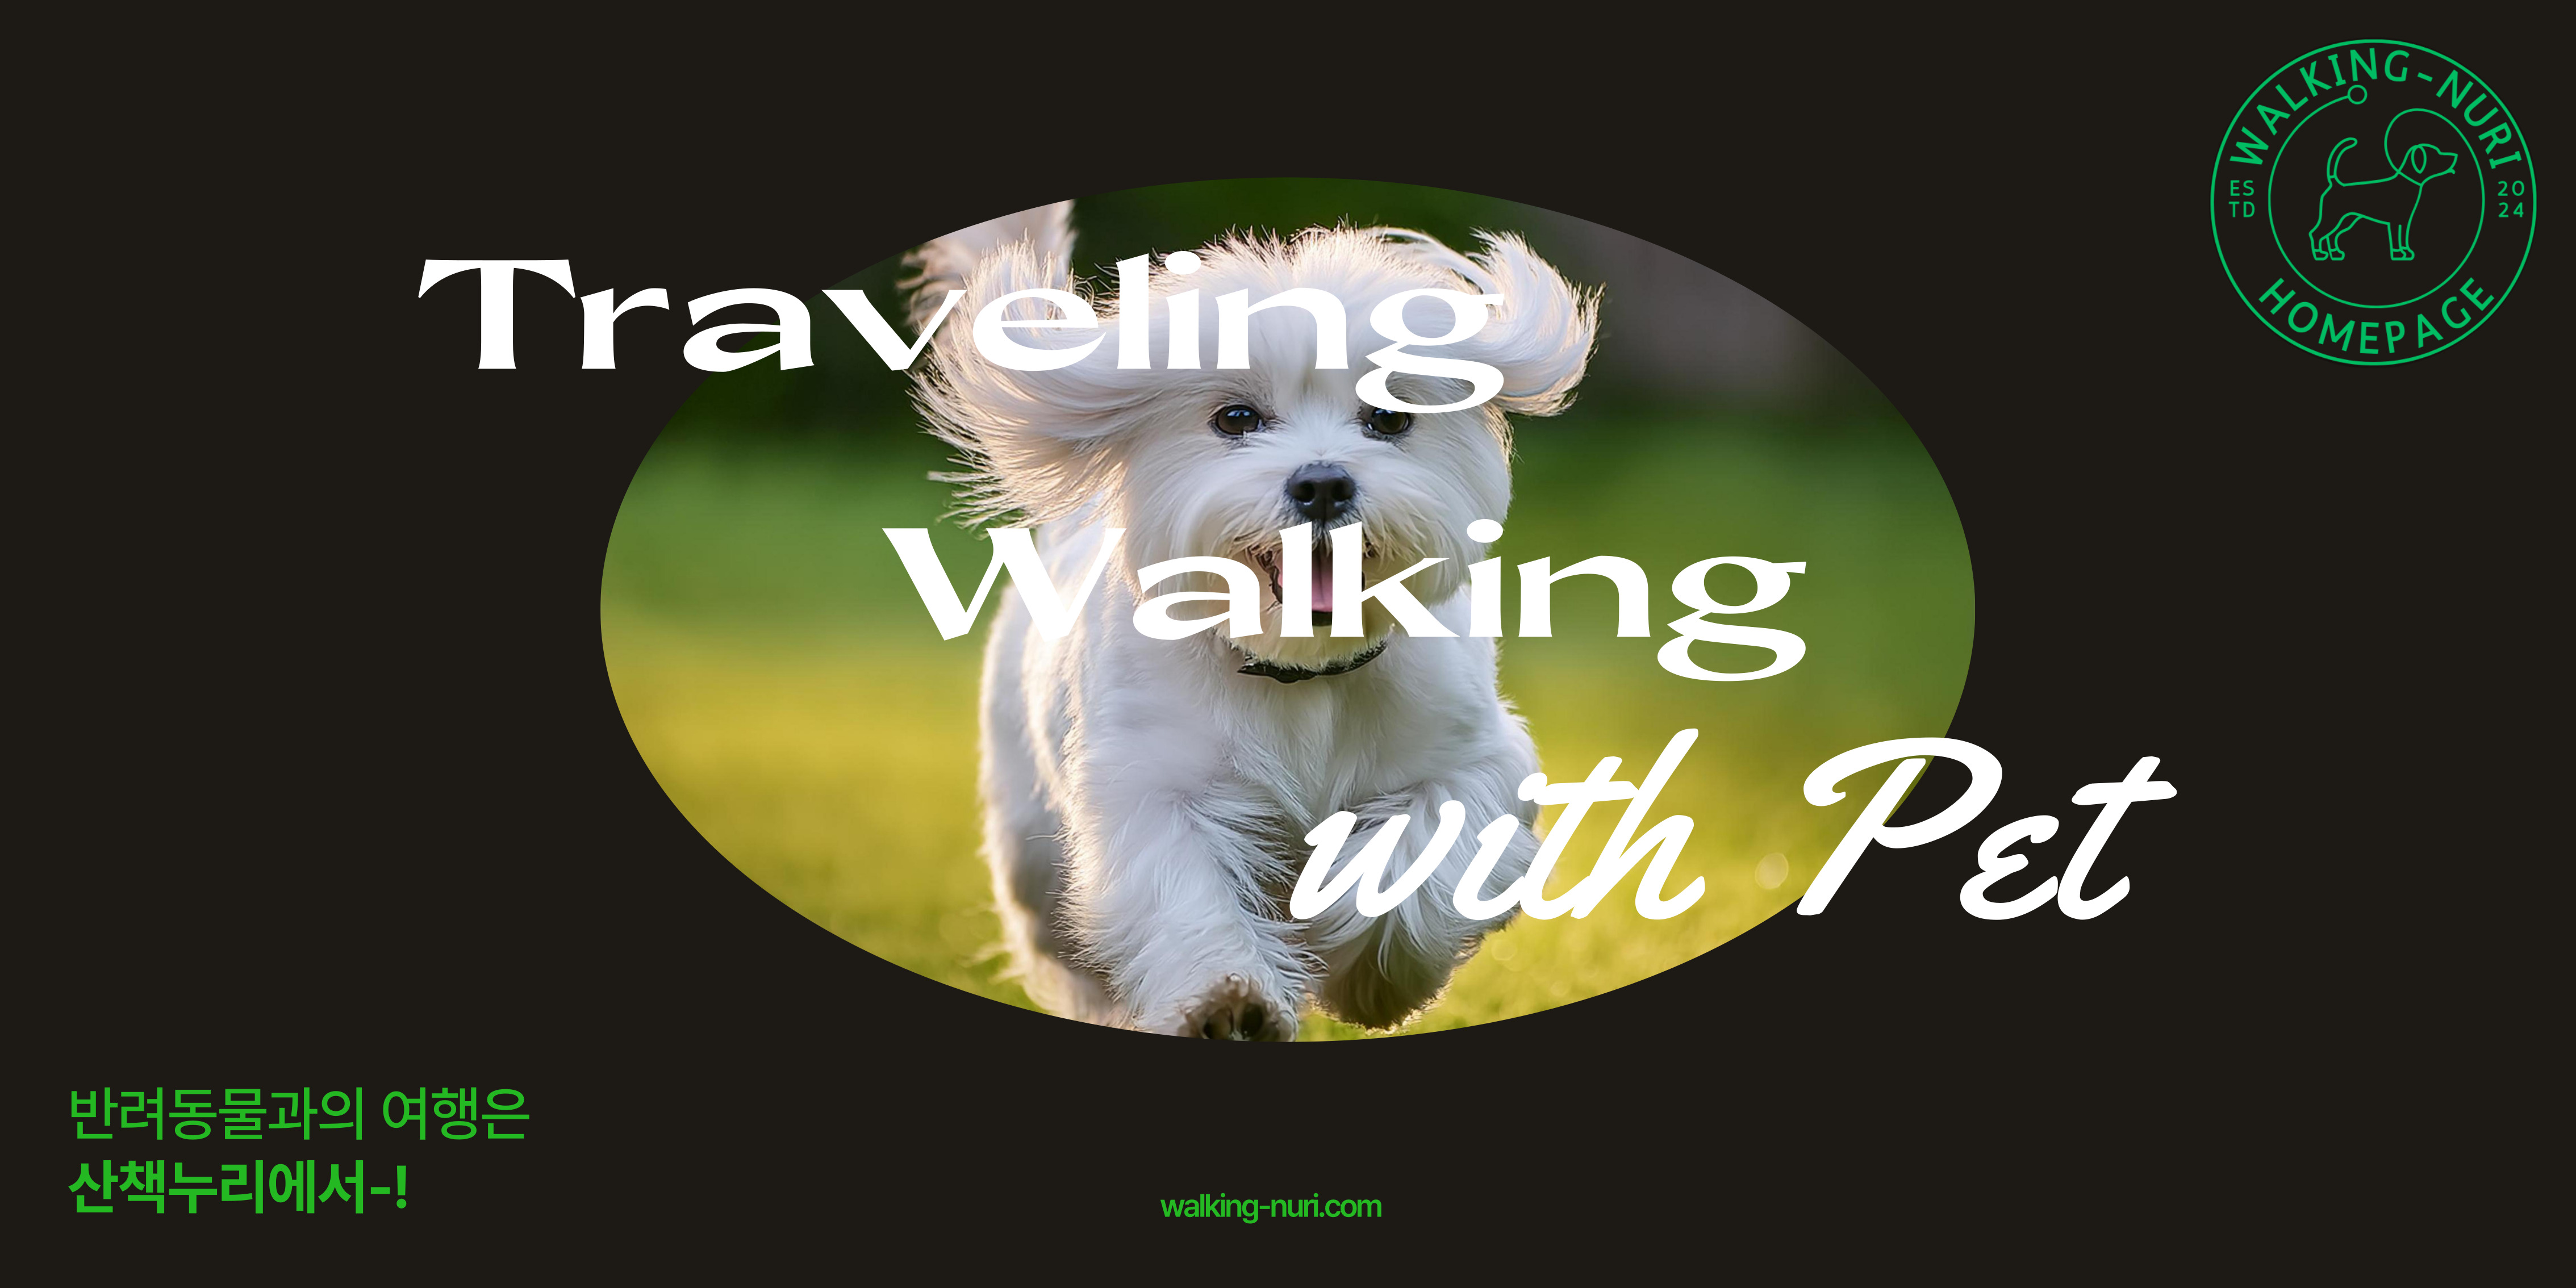 WALKING-NURI
ES
TD
20
24
HOMEPAGE
Traveling
Walking
with Pet
반려동물과의 여행은
산책누리에서-!
walking-nuri.com